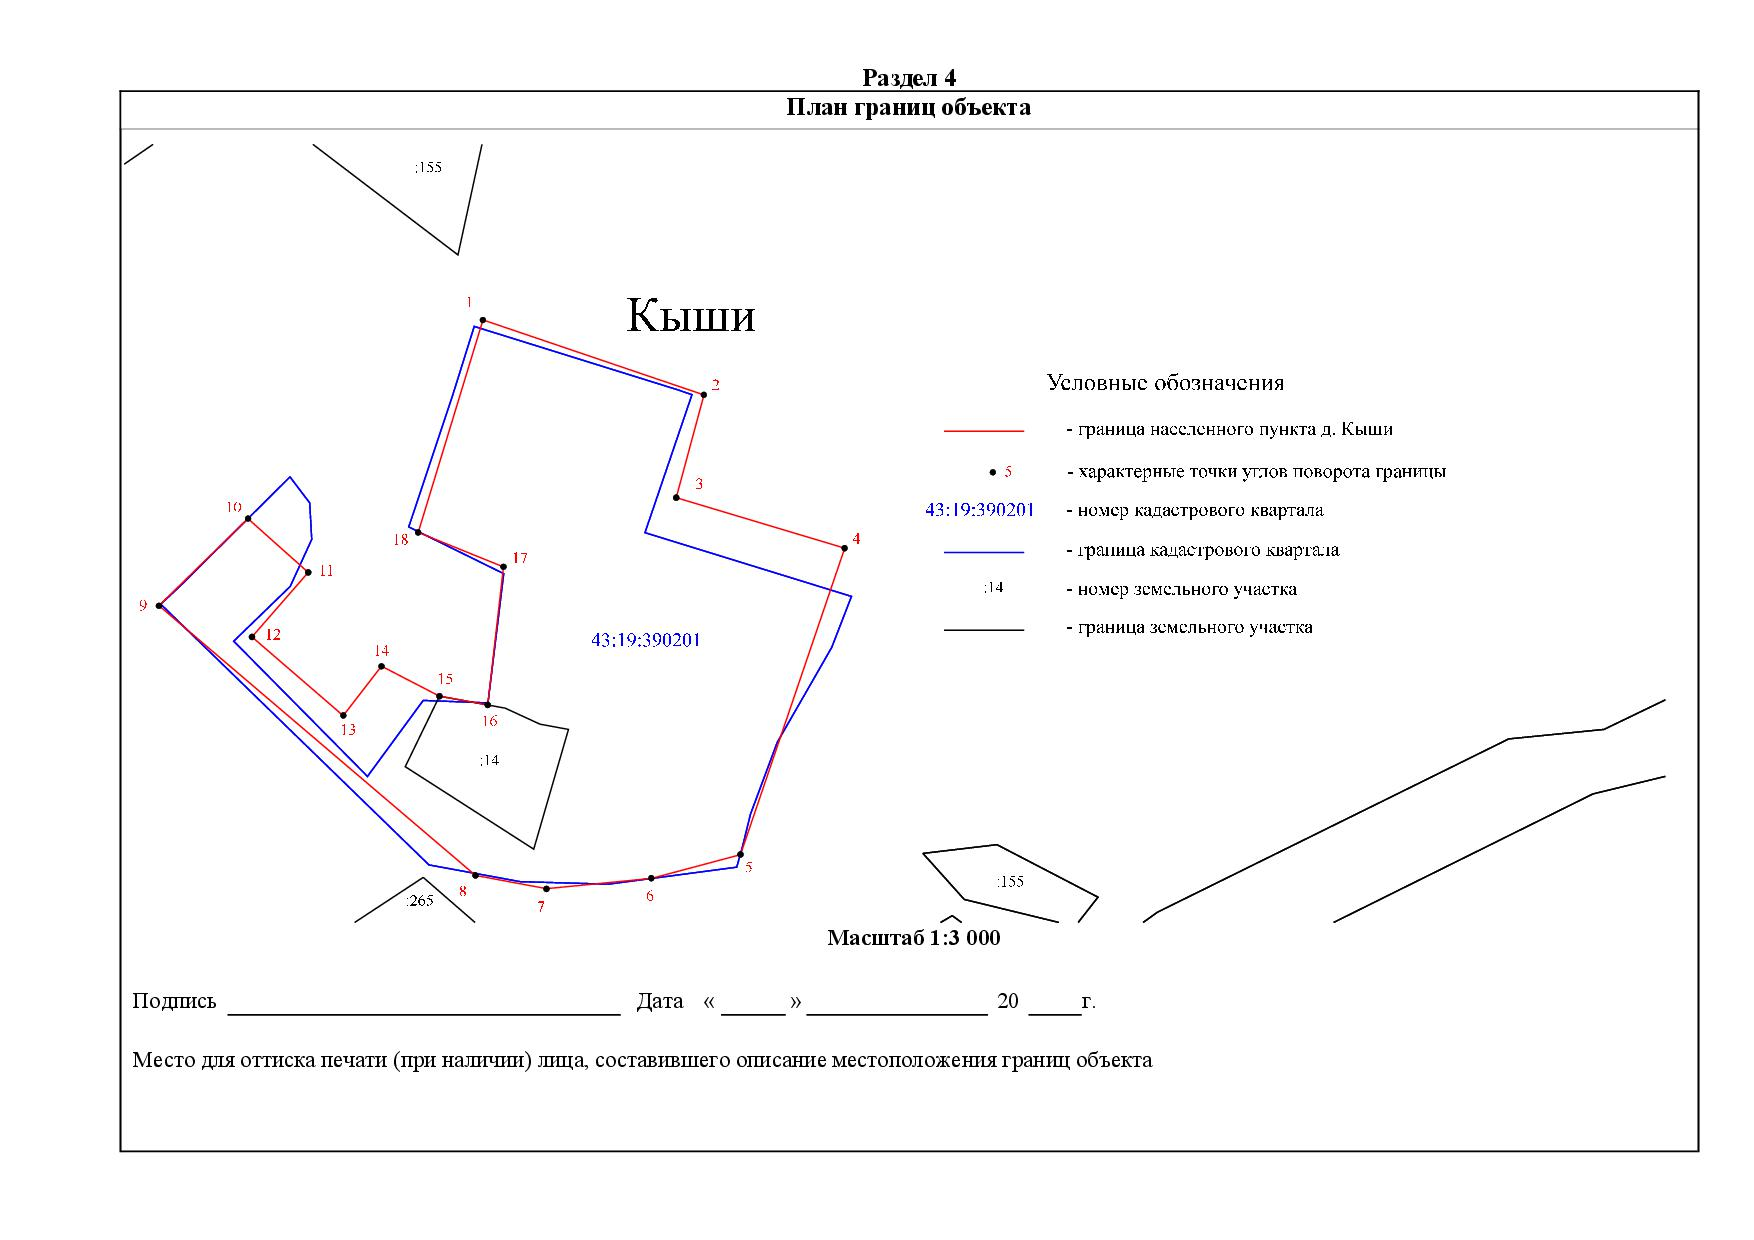 Раздел 4
План границ объекта
:155
1
Кыши
2
3
4
5
6
7
8
9
10
11
12
13
14
15
16
17
18
43:19:390201
:14
:265
:155
Условные обозначения
- граница населенного пункта д. Кыши
5 - характерные точки углов поворота границы
43:19:390201 - номер кадастрового квартала
- граница кадастрового квартала
:14 - номер земельного участка
- граница земельного участка
Масштаб 1:3 000
Подпись Дата « » 20 г.
Место для оттиска печати (при наличии) лица, составившего описание местоположения границ объекта